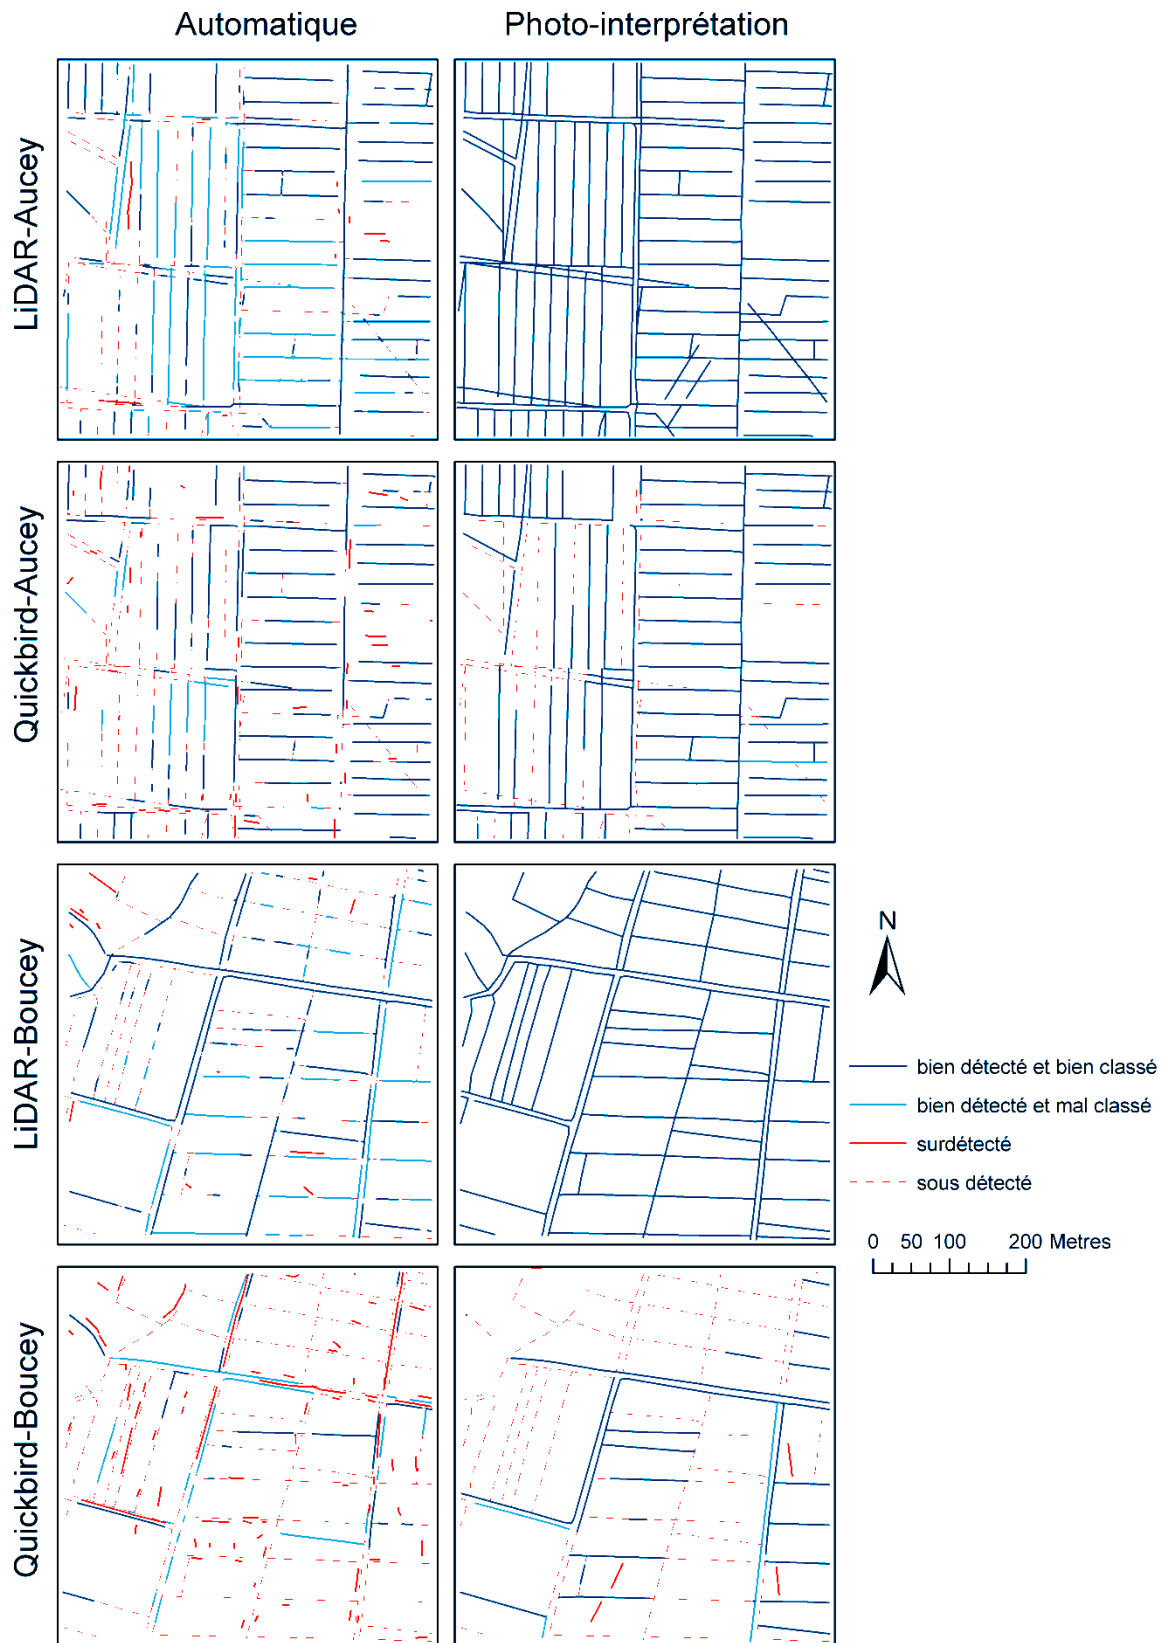 Automatique
Photo-interprétation
LiDAR-Aucey
Quickbird-Aucey
LiDAR-Boucey
Quickbird-Boucey
N
bien détecté et bien classé
bien détecté et mal classé
surdétecté
sous détecté
0 50 100 200 Metres